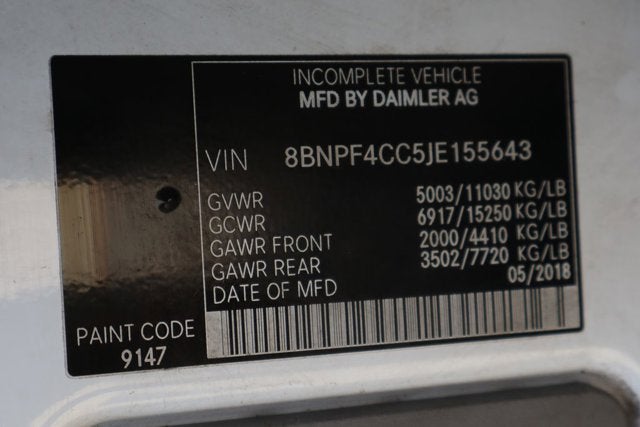 INCOMPLETE VEHICLE
MFD BY DAIMLER AG
VIN 8BNPF4CC5JE155643
GVWR 5003/11030 KG/LB
GCWR 6917/15250 KG/LB
GAWR FRONT 2000/4410 KG/LB
GAWR REAR 3502/7720 KG/LB
DATE OF MFD 05/2018
PAINT CODE
9147